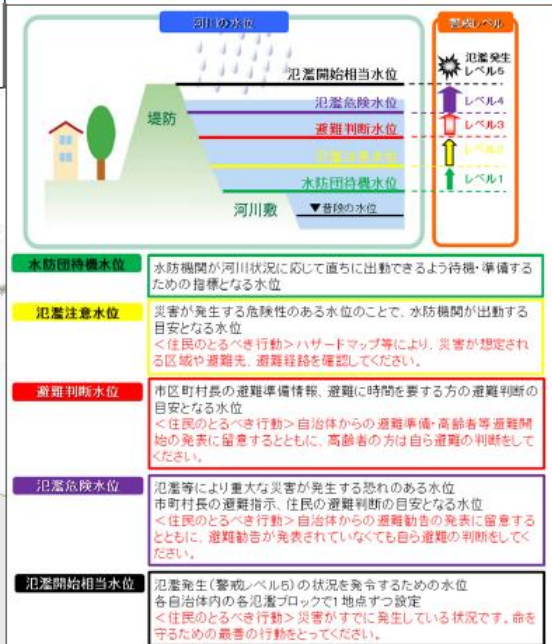 河川の水位
警戒レベル
氾濫開始相当水位
氾濫発生
レベル5
氾濫危険水位
レベル4
堤防
避難判断水位
レベル3
氾濫注意水位
レベル2
水防団待機水位
レベル1
河川敷
▼普段の水位
水防団待機水位
水防機関が河川状況に応じて直ちに出動できるよう待機・準備する
ための指標となる水位
氾濫注意水位
災害が発生する危険性のある水位のことで、水防機関が出動する
目安となる水位
<住民のとるべき行動>ハザードマップ等により、災害が想定され
る区域や避難先、避難経路を確認してください。
避難判断水位
市区町村長の避難準備情報、避難に時間を要する方の避難判断の
目安となる水位
<住民のとるべき行動>自治体からの避難準備・高齢者等避難開
始の発表に留意するとともに、高齢者の方は自ら避難の判断をして
ください。
氾濫危険水位
氾濫等により重大な災害が発生する恐れのある水位
市町村長の避難指示、住民の避難判断の目安となる水位
<住民のとるべき行動>自治体からの避難勧告の発表に留意する
とともに、避難勧告が発表されていなくても自ら避難の判断をしてく
ださい。
氾濫開始相当水位
氾濫発生(警戒レベル5)の状況を発令するための水位
各自治体内の各氾濫ブロックで1地点ずつ設定
<住民のとるべき行動>災害がすでに発生している状況です。命を
守るための最善の行動をとってください。